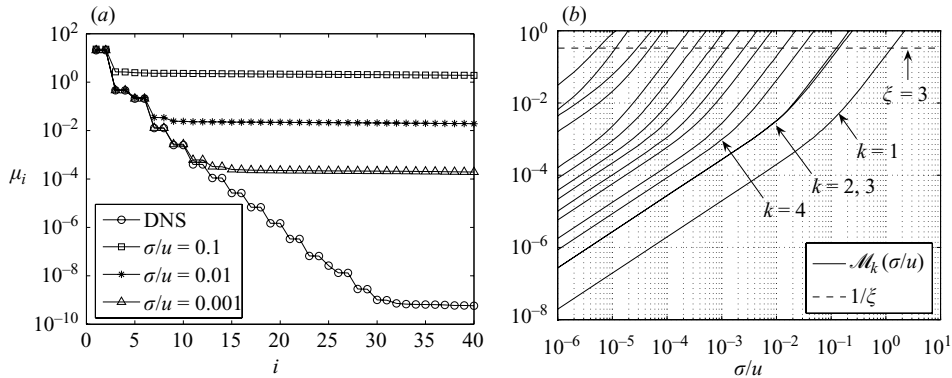 (a)
10^2
10^0
10^−2
10^−4
10^−6
10^−8
10^−10
μ_i
0 5 10 15 20 25 30 35 40
i
DNS
σ/u = 0.1
σ/u = 0.01
σ/u = 0.001
(b)
10^0
10^−2
10^−4
10^−6
10^−8
10^−6 10^−5 10^−4 10^−3 10^−2 10^−1 10^0 10^1
σ/u
ξ = 3
k = 1
k = 2, 3
k = 4
ℳ_k(σ/u)
1/ξ